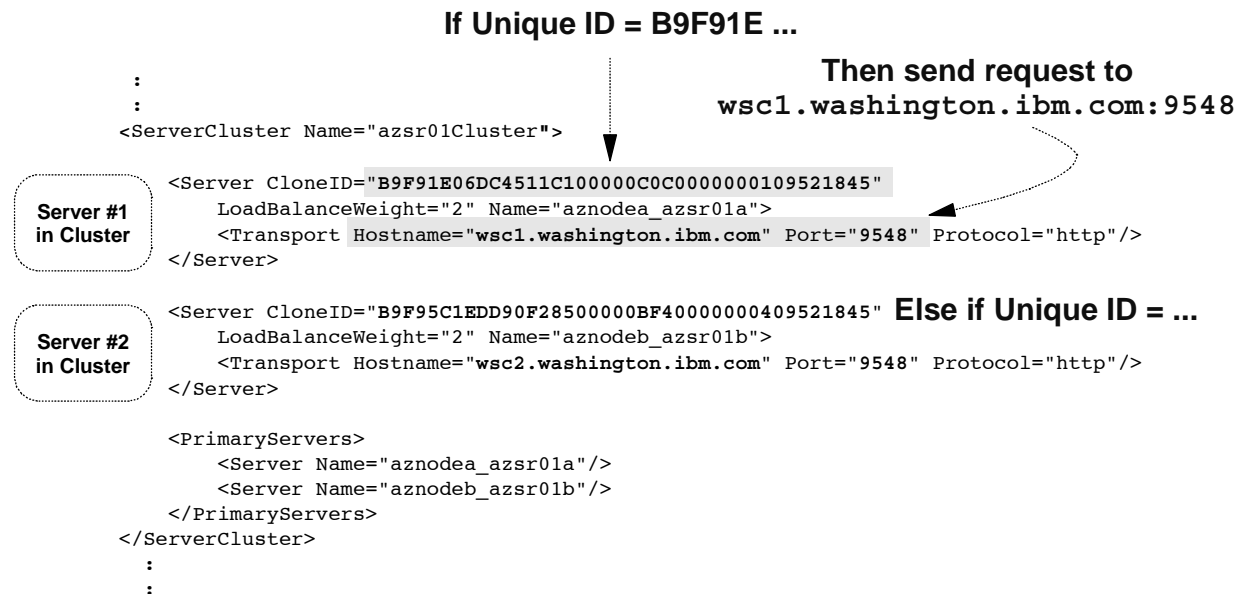 If Unique ID = B9F91E ...
Then send request to
wsc1.washington.ibm.com:9548
:
:
<ServerCluster Name="azsr01Cluster">
Server #1
in Cluster
<Server CloneID="B9F91E06DC4511C100000C0C0000000109521845"
LoadBalanceWeight="2" Name="aznodea_azsr01a">
<Transport Hostname="wsc1.washington.ibm.com" Port="9548" Protocol="http"/>
</Server>
Server #2
in Cluster
<Server CloneID="B9F95C1EDD90F28500000BF40000000409521845" Else if Unique ID = ...
LoadBalanceWeight="2" Name="aznodeb_azsr01b">
<Transport Hostname="wsc2.washington.ibm.com" Port="9548" Protocol="http"/>
</Server>
<PrimaryServers>
<Server Name="aznodea_azsr01a"/>
<Server Name="aznodeb_azsr01b"/>
</PrimaryServers>
</ServerCluster>
:
: